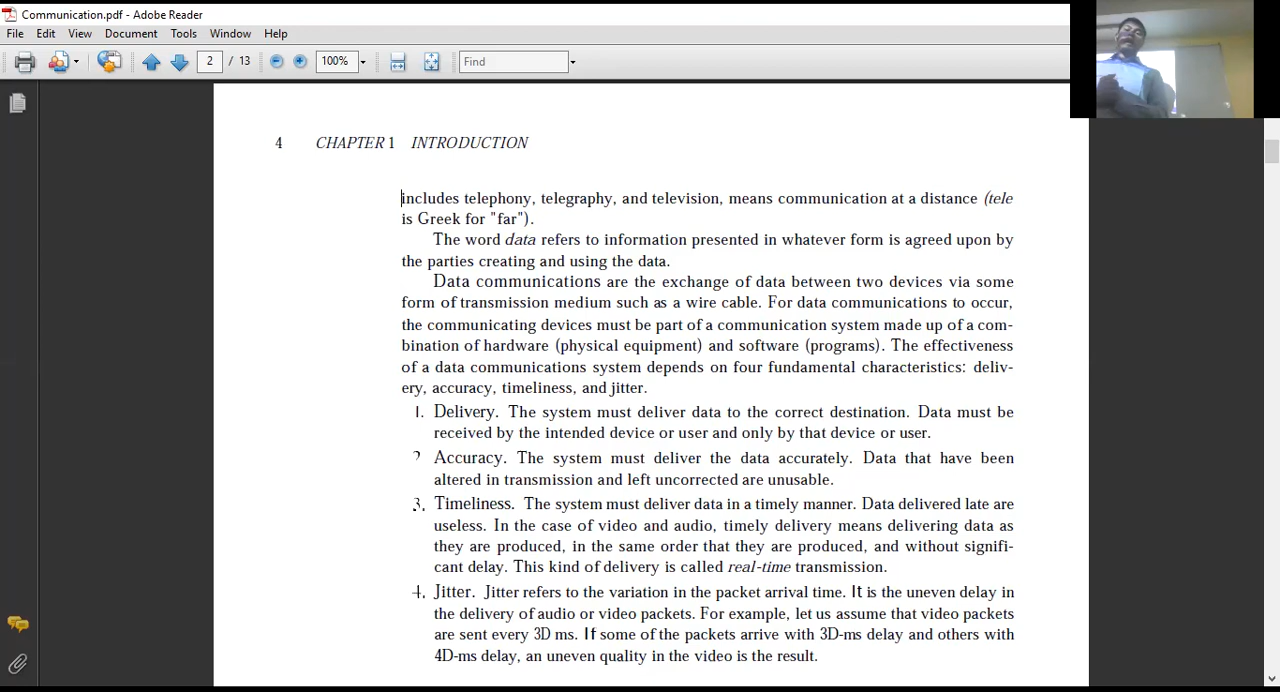 Communication.pdf - Adobe Reader
File Edit View Document Tools Window Help
2 / 13 100% Find
4 CHAPTER 1 INTRODUCTION
includes telephony, telegraphy, and television, means communication at a distance (tele
is Greek for "far").
The word data refers to information presented in whatever form is agreed upon by
the parties creating and using the data.
Data communications are the exchange of data between two devices via some
form of transmission medium such as a wire cable. For data communications to occur,
the communicating devices must be part of a communication system made up of a com-
bination of hardware (physical equipment) and software (programs). The effectiveness
of a data communications system depends on four fundamental characteristics: deliv-
ery, accuracy, timeliness, and jitter.
1. Delivery. The system must deliver data to the correct destination. Data must be
received by the intended device or user and only by that device or user.
2 Accuracy. The system must deliver the data accurately. Data that have been
altered in transmission and left uncorrected are unusable.
3. Timeliness. The system must deliver data in a timely manner. Data delivered late are
useless. In the case of video and audio, timely delivery means delivering data as
they are produced, in the same order that they are produced, and without signifi-
cant delay. This kind of delivery is called real-time transmission.
4. Jitter. Jitter refers to the variation in the packet arrival time. It is the uneven delay in
the delivery of audio or video packets. For example, let us assume that video packets
are sent every 3D ms. If some of the packets arrive with 3D-ms delay and others with
4D-ms delay, an uneven quality in the video is the result.